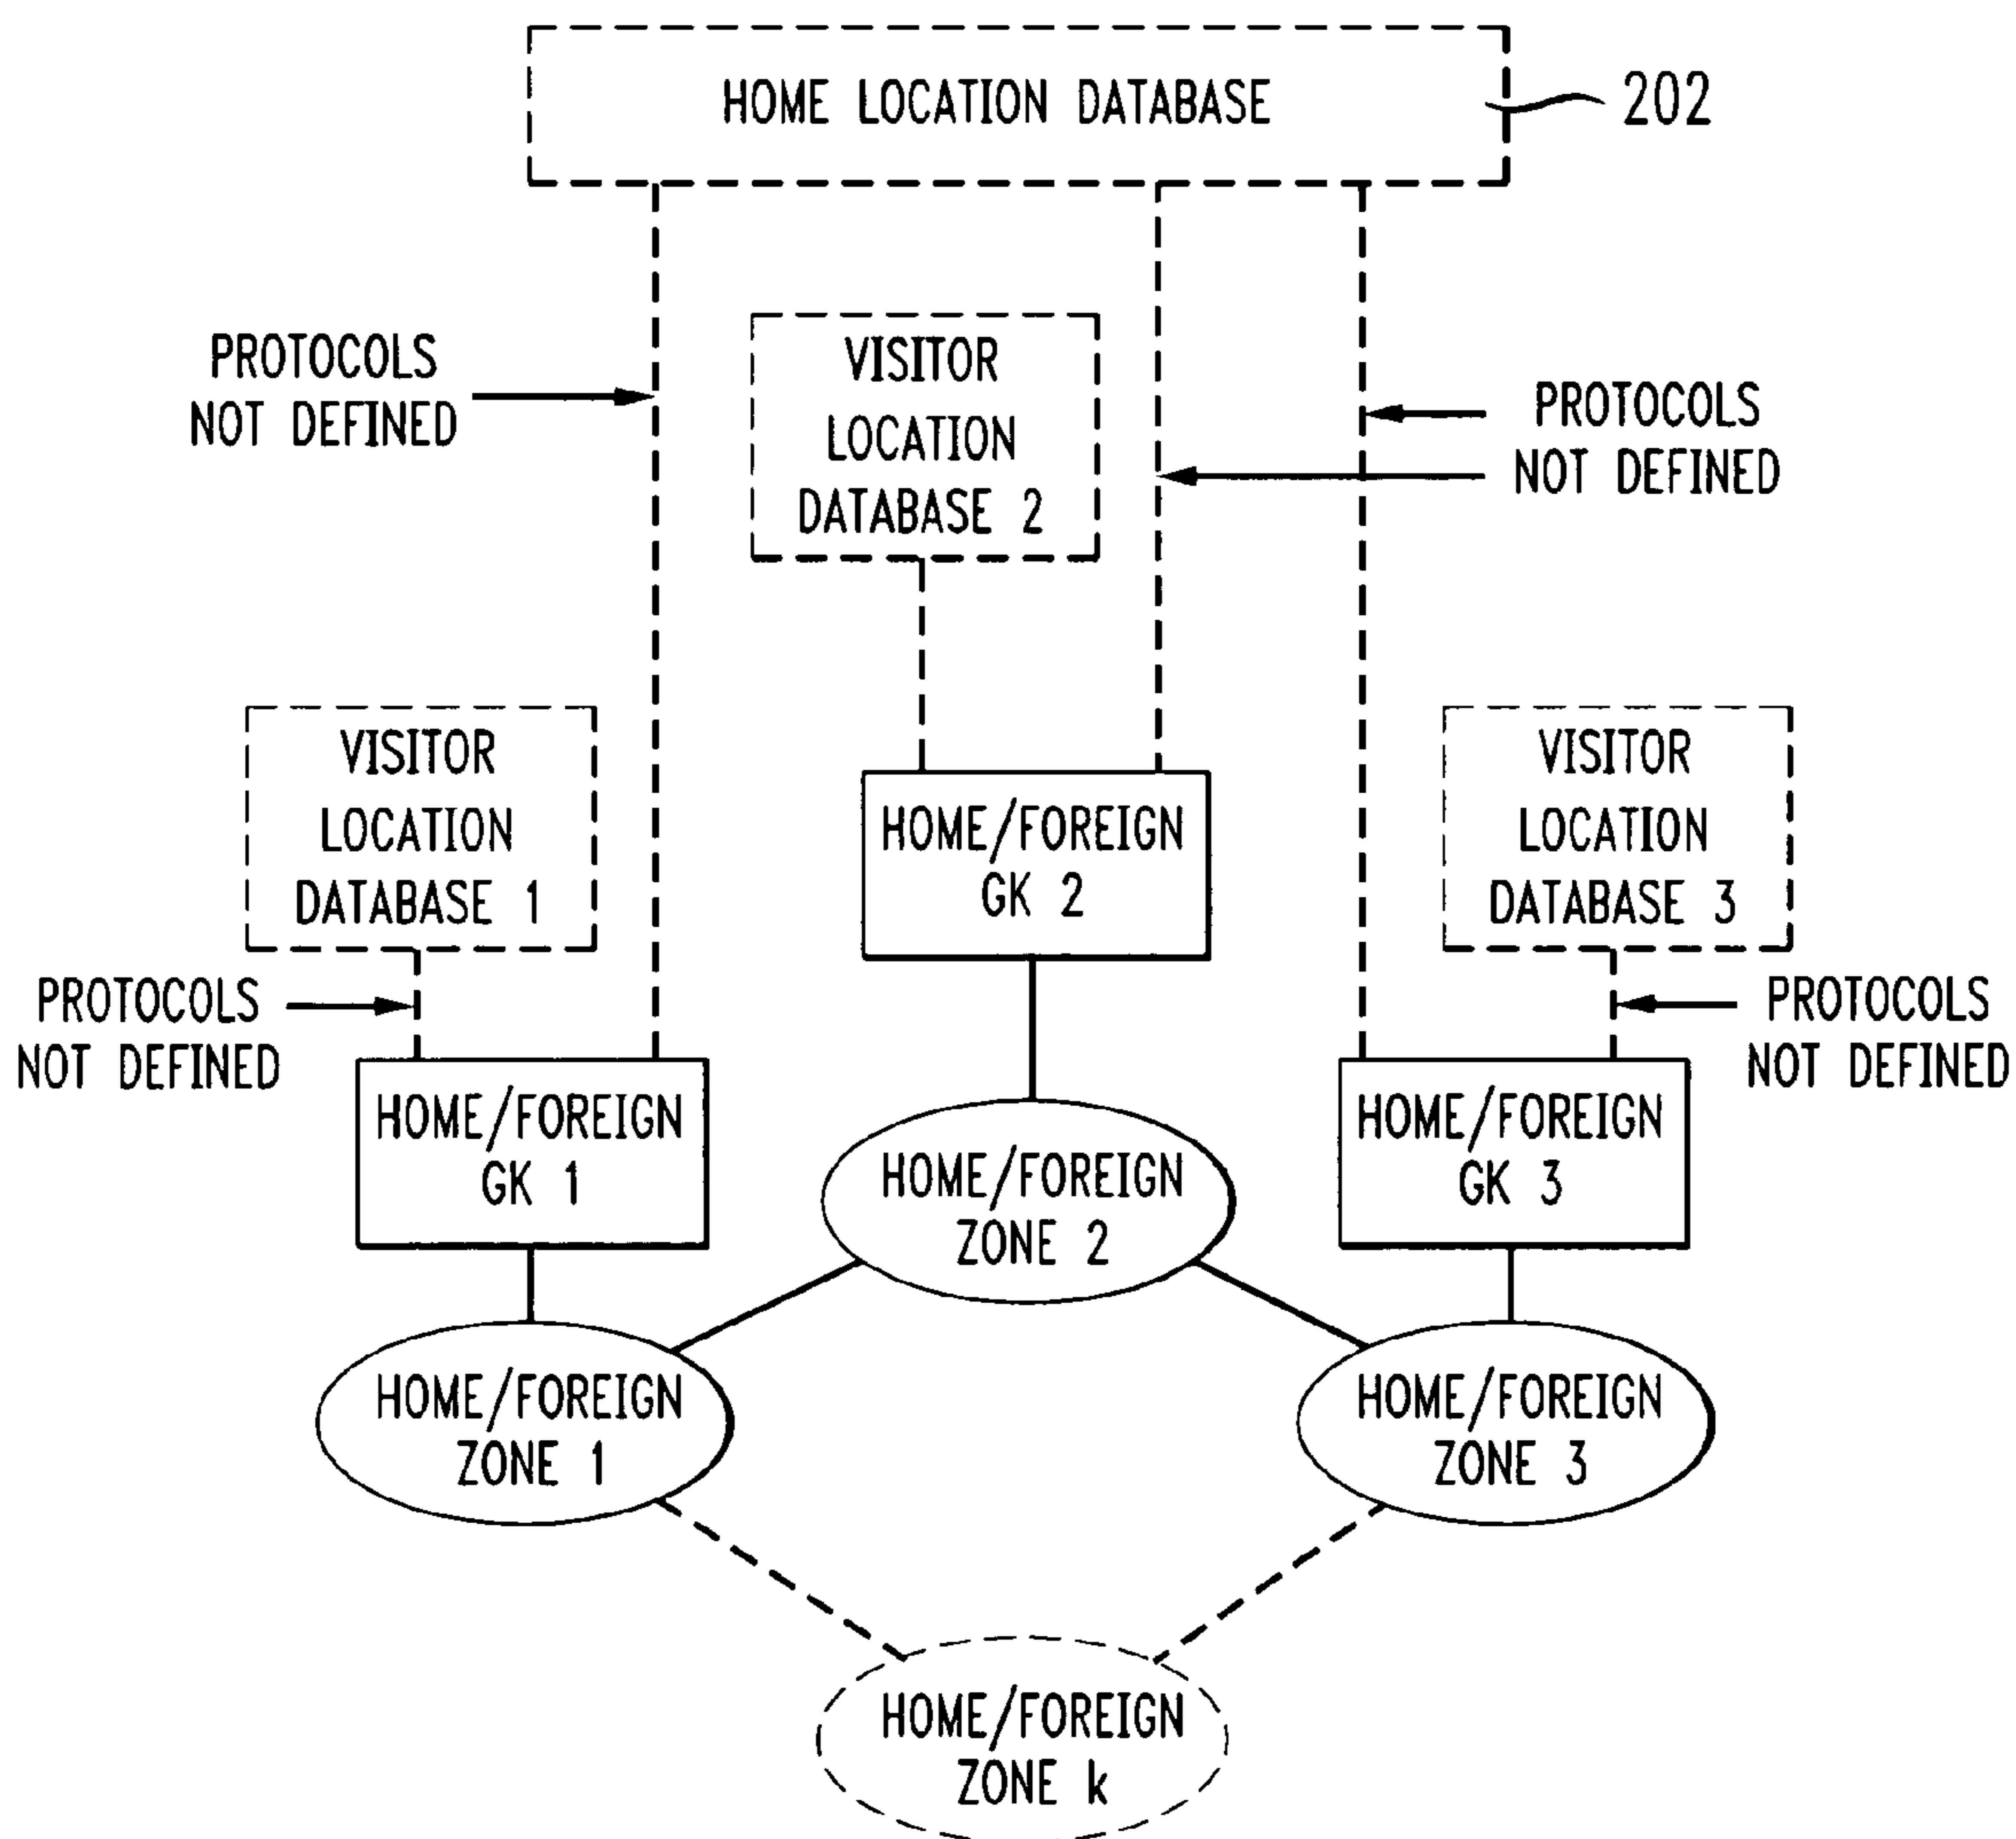 HOME LOCATION DATABASE
202
PROTOCOLS
NOT DEFINED
VISITOR
LOCATION
DATABASE 2
PROTOCOLS
NOT DEFINED
VISITOR
LOCATION
DATABASE 1
HOME/FOREIGN
GK 2
VISITOR
LOCATION
DATABASE 3
PROTOCOLS
NOT DEFINED
PROTOCOLS
NOT DEFINED
HOME/FOREIGN
GK 1
HOME/FOREIGN
ZONE 2
HOME/FOREIGN
GK 3
HOME/FOREIGN
ZONE 1
HOME/FOREIGN
ZONE 3
HOME/FOREIGN
ZONE k